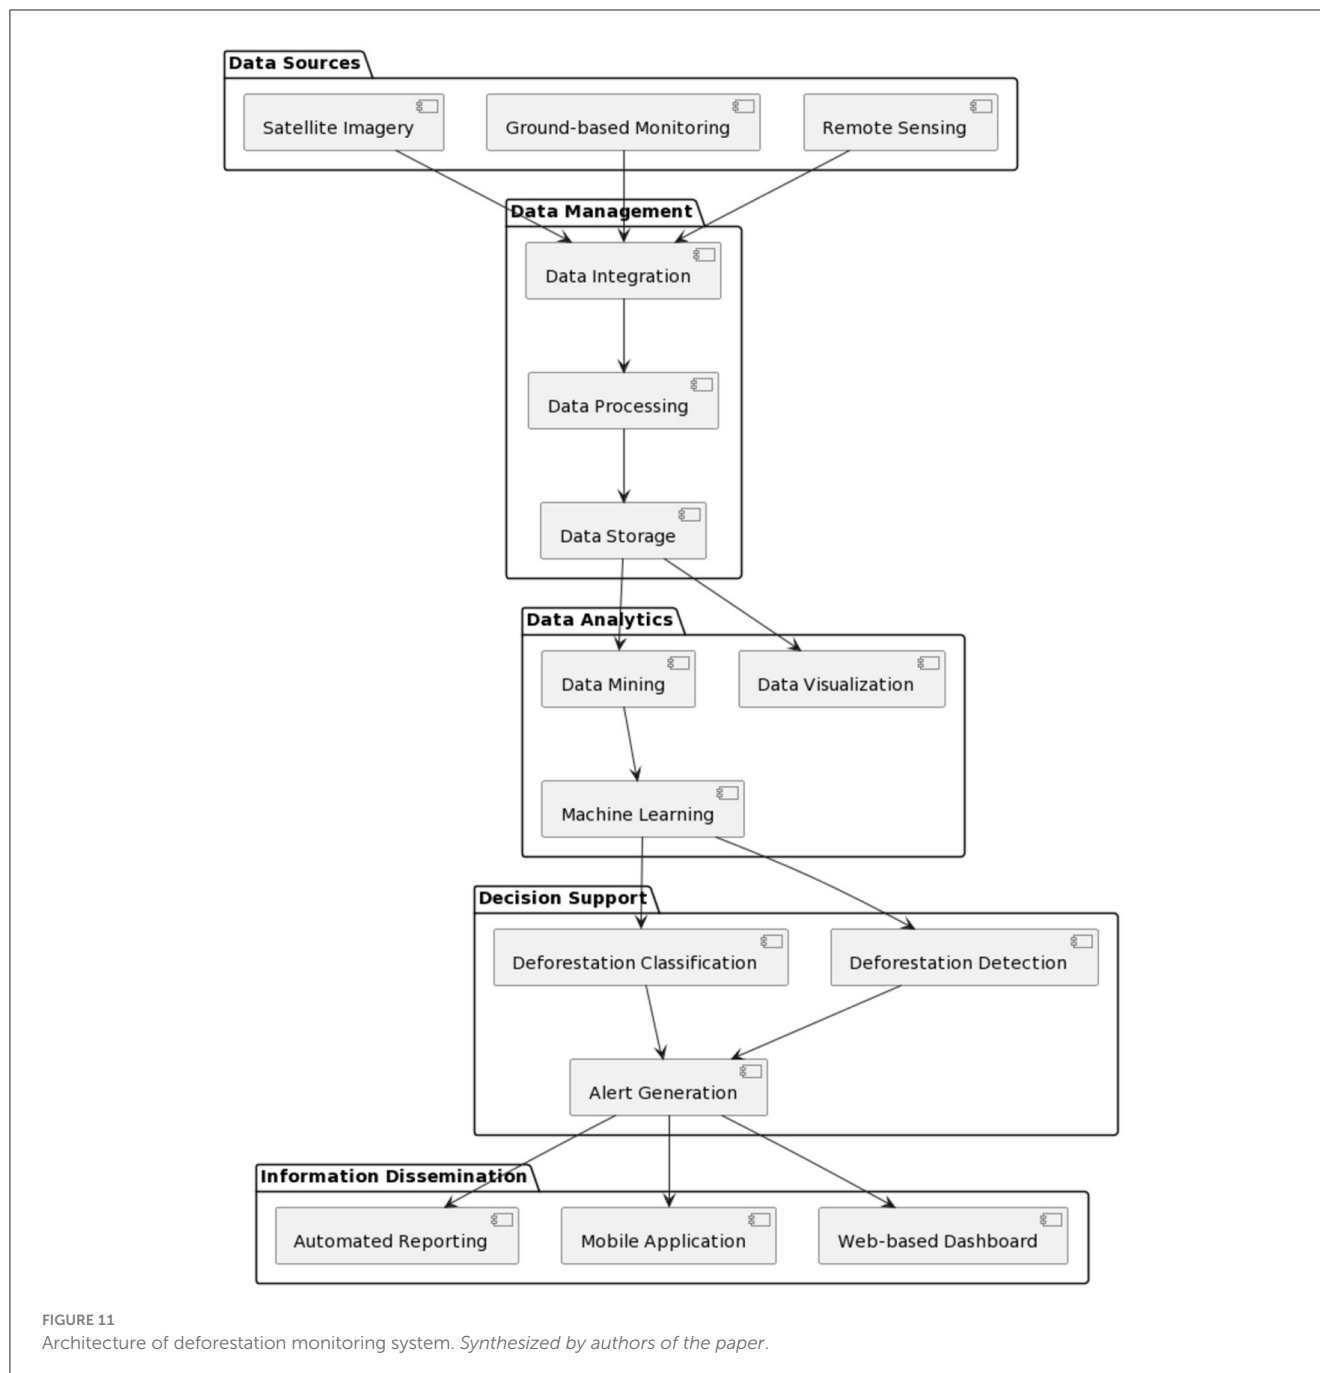 Data Sources
Satellite Imagery
Ground-based Monitoring
Remote Sensing
Data Management
Data Integration
Data Processing
Data Storage
Data Analytics
Data Mining
Data Visualization
Machine Learning
Decision Support
Deforestation Classification
Deforestation Detection
Alert Generation
Information Dissemination
Automated Reporting
Mobile Application
Web-based Dashboard
FIGURE 11
Architecture of deforestation monitoring system. Synthesized by authors of the paper.